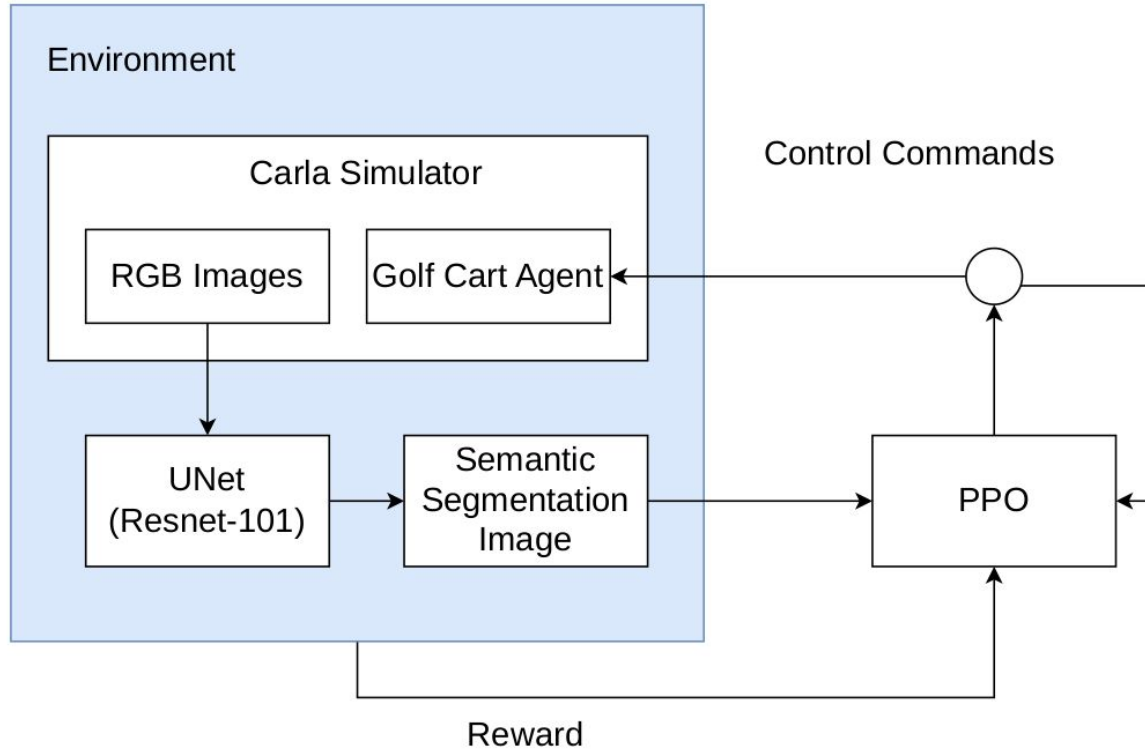 Environment
Carla Simulator
Control Commands
RGB Images
Golf Cart Agent
UNet
(Resnet-101)
Semantic
Segmentation
Image
PPO
Reward